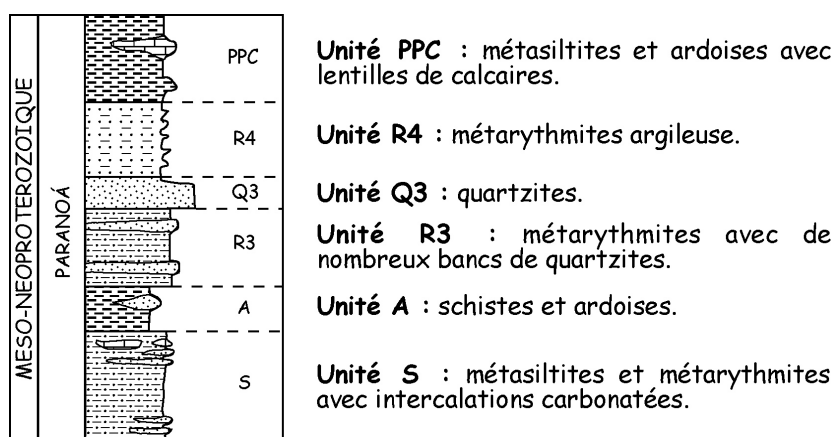 MESO-NEOPROTEROZOIQUE
PARANOÁ
PPC
R4
Q3
R3
A
S
Unité PPC : métasiltites et ardoises avec
lentilles de calcaires.
Unité R4 : métarythmites argileuse.
Unité Q3 : quartzites.
Unité R3 : métarythmites avec de
nombreux bancs de quartzites.
Unité A : schistes et ardoises.
Unité S : métasiltites et métarythmites
avec intercalations carbonatées.